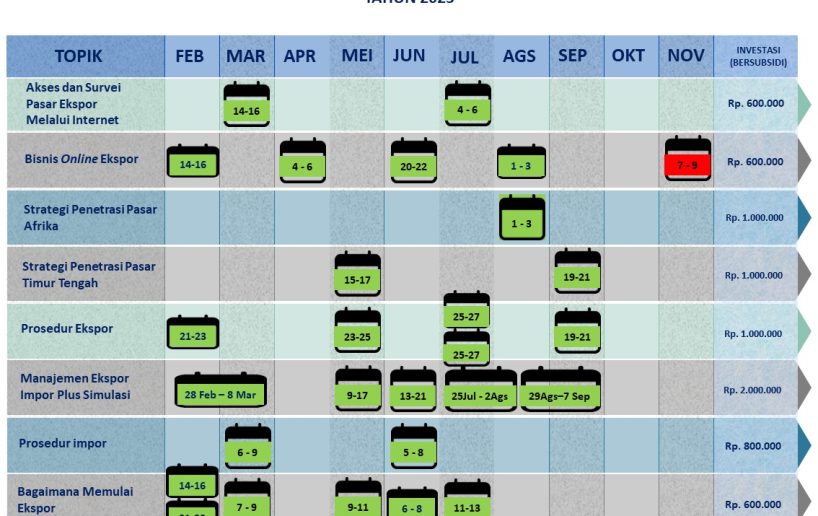 TAHUN 2023
TOPIK FEB MAR APR MEI JUN JUL AGS SEP OKT NOV INVESTASI (BERSUBSIDI)
Akses dan Survei
Pasar Ekspor
Melalui Internet
14-16 4 - 6 Rp. 600.000
Bisnis Online Ekspor 14-16 4 - 6 20-22 1 - 3 7 - 9 Rp. 600.000
Strategi Penetrasi Pasar
Afrika
1 - 3 Rp. 1.000.000
Strategi Penetrasi Pasar
Timur Tengah
15-17 19-21 Rp. 1.000.000
25-27
Prosedur Ekspor 21-23 23-25 19-21 Rp. 1.000.000
25-27
Manajemen Ekspor
Impor Plus Simulasi
28 Feb – 8 Mar 9-17 13-21 25Jul - 2Ags 29Ags–7 Sep Rp. 2.000.000
Prosedur impor 6 - 9 5 - 8 Rp. 800.000
14-16
Bagaimana Memulai
Ekspor
7 - 9 9-11 6 - 8 11-13 Rp. 600.000